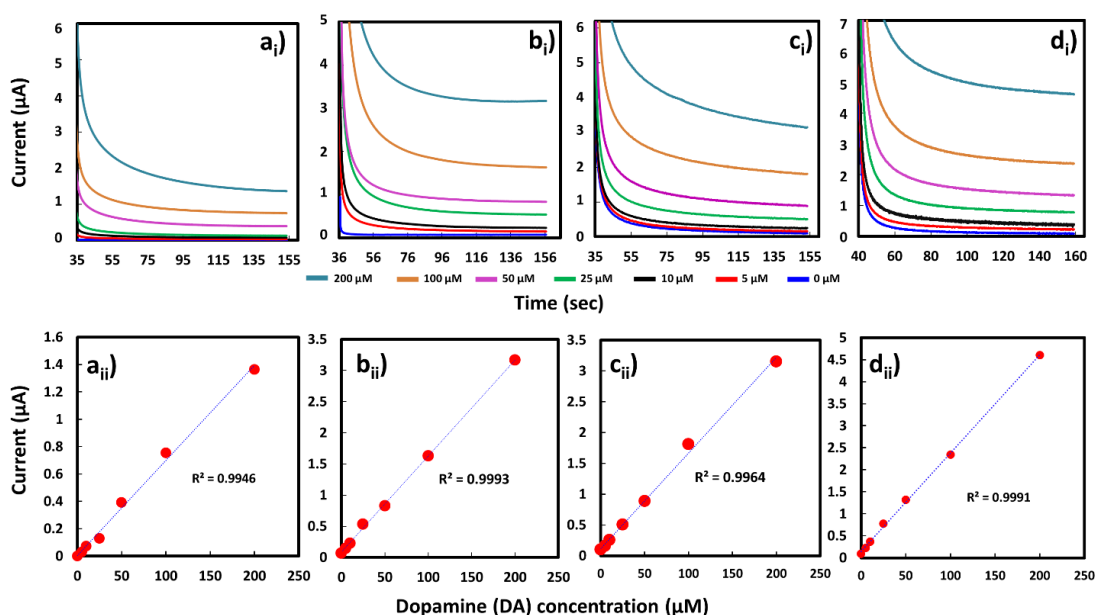 ai)
bi)
ci)
di)
Current (µA)
6
5
4
3
2
1
0
35 55 75 95 115 135 155
5
4
3
2
1
0
36 56 76 96 116 136 156
6
5
4
3
2
1
0
35 55 75 95 115 135 155
7
6
5
4
3
2
1
0
40 60 80 100 120 140 160
200 µM 100 µM 50 µM 25 µM 10 µM 5 µM 0 µM
Time (sec)
aii)
bii)
cii)
dii)
Current (µA)
1.6
1.4
1.2
1
0.8
0.6
0.4
0.2
0
R² = 0.9946
0 50 100 150 200 250
3.5
3
2.5
2
1.5
1
0.5
0
R² = 0.9993
0 50 100 150 200 250
3.5
3
2.5
2
1.5
1
0.5
0
R² = 0.9964
0 50 100 150 200 250
5
4.5
4
3.5
3
2.5
2
1.5
1
0.5
0
R² = 0.9991
0 50 100 150 200 250
Dopamine (DA) concentration (µM)